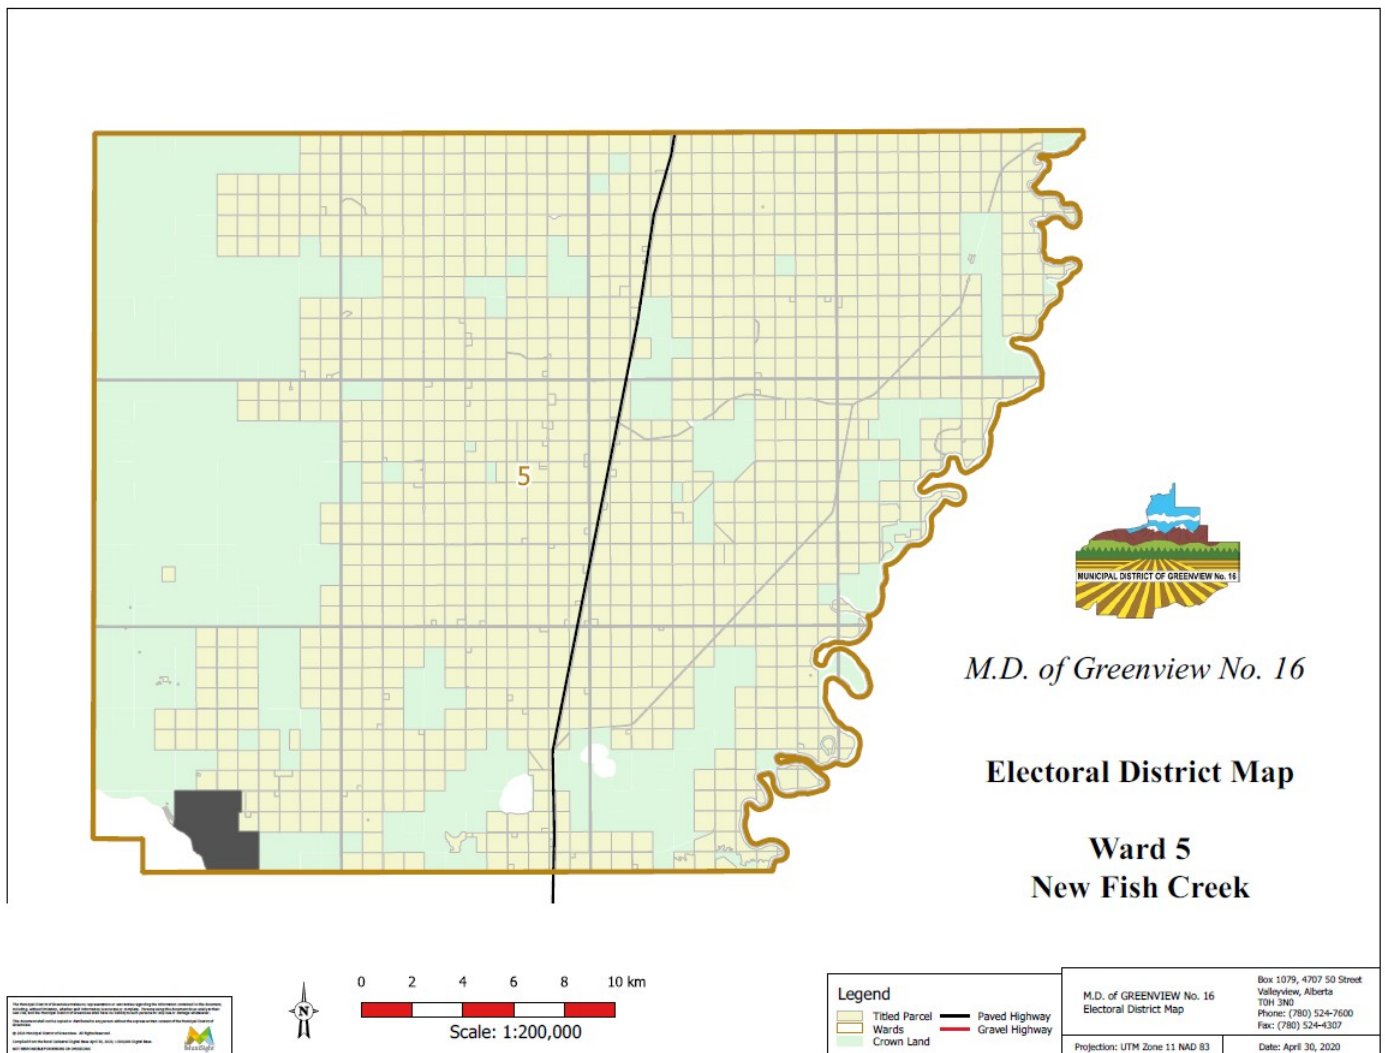 5
MUNICIPAL DISTRICT OF GREENVIEW No. 16
M.D. of Greenview No. 16
Electoral District Map
Ward 5
New Fish Creek
N
0 2 4 6 8 10 km
Scale: 1:200,000
Legend
Titled Parcel
Wards
Crown Land
Paved Highway
Gravel Highway
M.D. of GREENVIEW No. 16
Electoral District Map
Box 1079, 4707 50 Street
Valleyview, Alberta
T0H 3N0
Phone: (780) 524-7600
Fax: (780) 524-4307
Projection: UTM Zone 11 NAD 83
Date: April 30, 2020